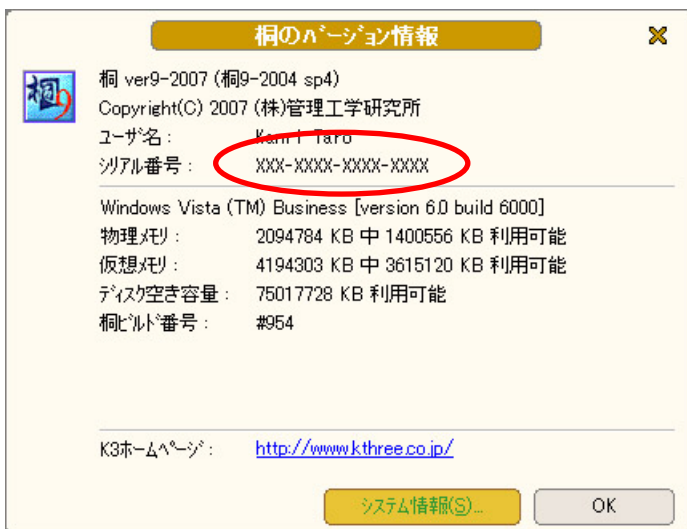 桐のﾊﾞｰｼﾞｮﾝ情報
桐9
桐 ver9-2007 (桐9-2004 sp4)
Copyright(C) 2007 (株)管理工学研究所
ﾕｰｻﾞ名： Kanri Taro
ｼﾘｱﾙ番号： XXX-XXXX-XXXX-XXXX
Windows Vista (TM) Business [version 6.0 build 6000]
物理ﾒﾓﾘ： 2094784 KB 中 1400556 KB 利用可能
仮想ﾒﾓﾘ： 4194303 KB 中 3615120 KB 利用可能
ﾃﾞｨｽｸ空き容量： 75017728 KB 利用可能
桐ﾋﾞﾙﾄﾞ番号： #954
K3ﾎｰﾑﾍﾟｰｼﾞ： http://www.kthree.co.jp/
ｼｽﾃﾑ情報(S)... OK